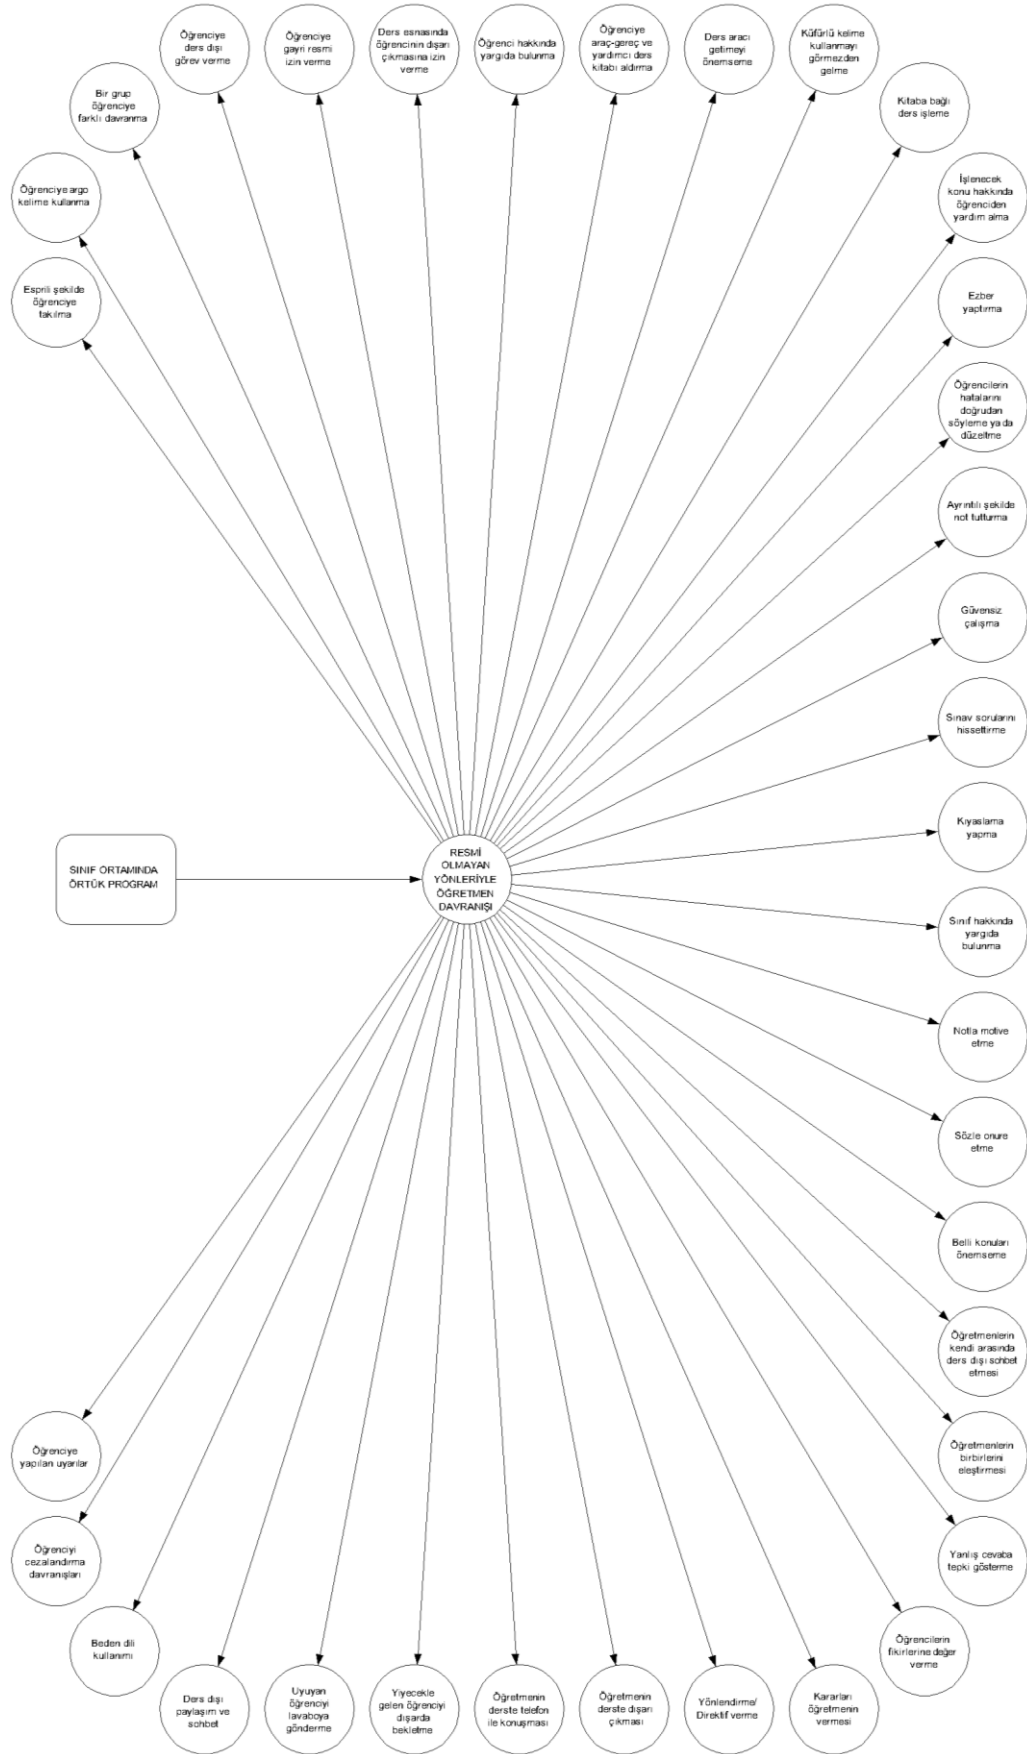 Öğrenciye
ders dışı
görev verme
Öğrenciye
gayri resmi
izin verme
Ders esnasında
öğrencinin dışarı
çıkmasına izin
verme
Öğrenci hakkında
yargıda bulunma
Öğrenciye
araç-gereç ve
yardımcı ders
kitabı aldırma
Ders aracı
getimeyi
önemseme
Küfürlü kelime
kullanmayı
görmezden
gelme
Bir grup
öğrenciye
farklı davranma
Kitaba bağlı
ders işleme
Öğrenciye argo
kelime kullanma
İşlenecek
konu hakkında
öğrenciden
yardım alma
Esprili şekilde
öğrenciye
takılma
Ezber
yaptırma
Öğrencilerin
hatalarını
doğrudan
söyleme ya da
düzeltme
Ayrıntılı şekilde
not tutturma
Güvensiz
çalışma
Sınav sorularını
hissettirme
Kıyaslama
yapma
SINIF ORTAMINDA
ÖRTÜK PROGRAM
RESMİ
OLMAYAN
YÖNLERİYLE
ÖĞRETMEN
DAVRANIŞI
Sınıf hakkında
yargıda
bulunma
Notla motive
etme
Sözle onure
etme
Belli konuları
önemseme
Öğretmenlerin
kendi arasında
ders dışı sohbet
etmesi
Öğrenciye
yapılan uyarılar
Öğretmenlerin
birbirlerini
eleştirmesi
Öğrenciyi
cezalandırma
davranışları
Yanlış cevaba
tepki gösterme
Beden dili
kullanımı
Öğrencilerin
fikirlerine değer
verme
Ders dışı
paylaşım ve
sohbet
Uyuyan
öğrenciyi
lavaboya
gönderme
Yiyecekle
gelen öğrenciyi
dışarda
bekletme
Öğretmenin
derste telefon
ile konuşması
Öğretmenin
derste dışarı
çıkması
Yönlendirme/
Direktif verme
Kararları
öğretmenin
vermesi